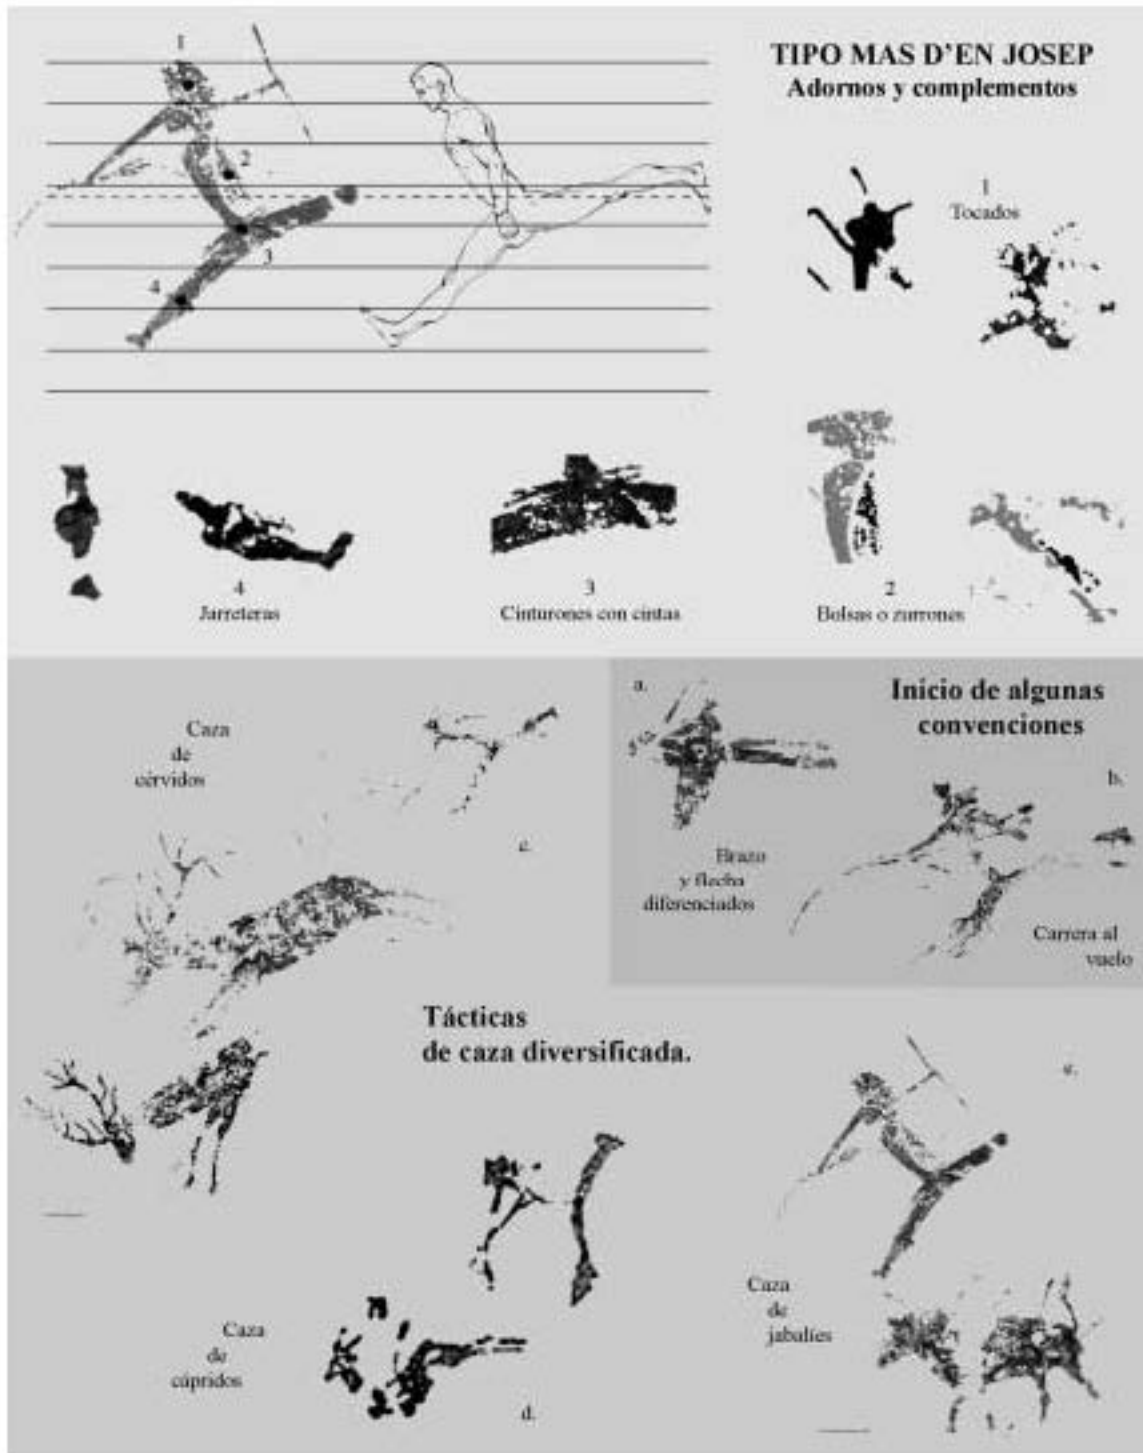 TIPO MAS D'EN JOSEP
Adornos y complementos
1
2
3
4
1
Tocados
4
Jarreteras
3
Cinturones con cintas
2
Bolsas o zurrones
Caza
de
cérvidos
c.
a.
Inicio de algunas
convenciones
b.
Brazo
y flecha
diferenciados
Carrera al
vuelo
Tácticas
de caza diversificada.
e.
Caza
de
jabalíes
Caza
de
cápridos
d.